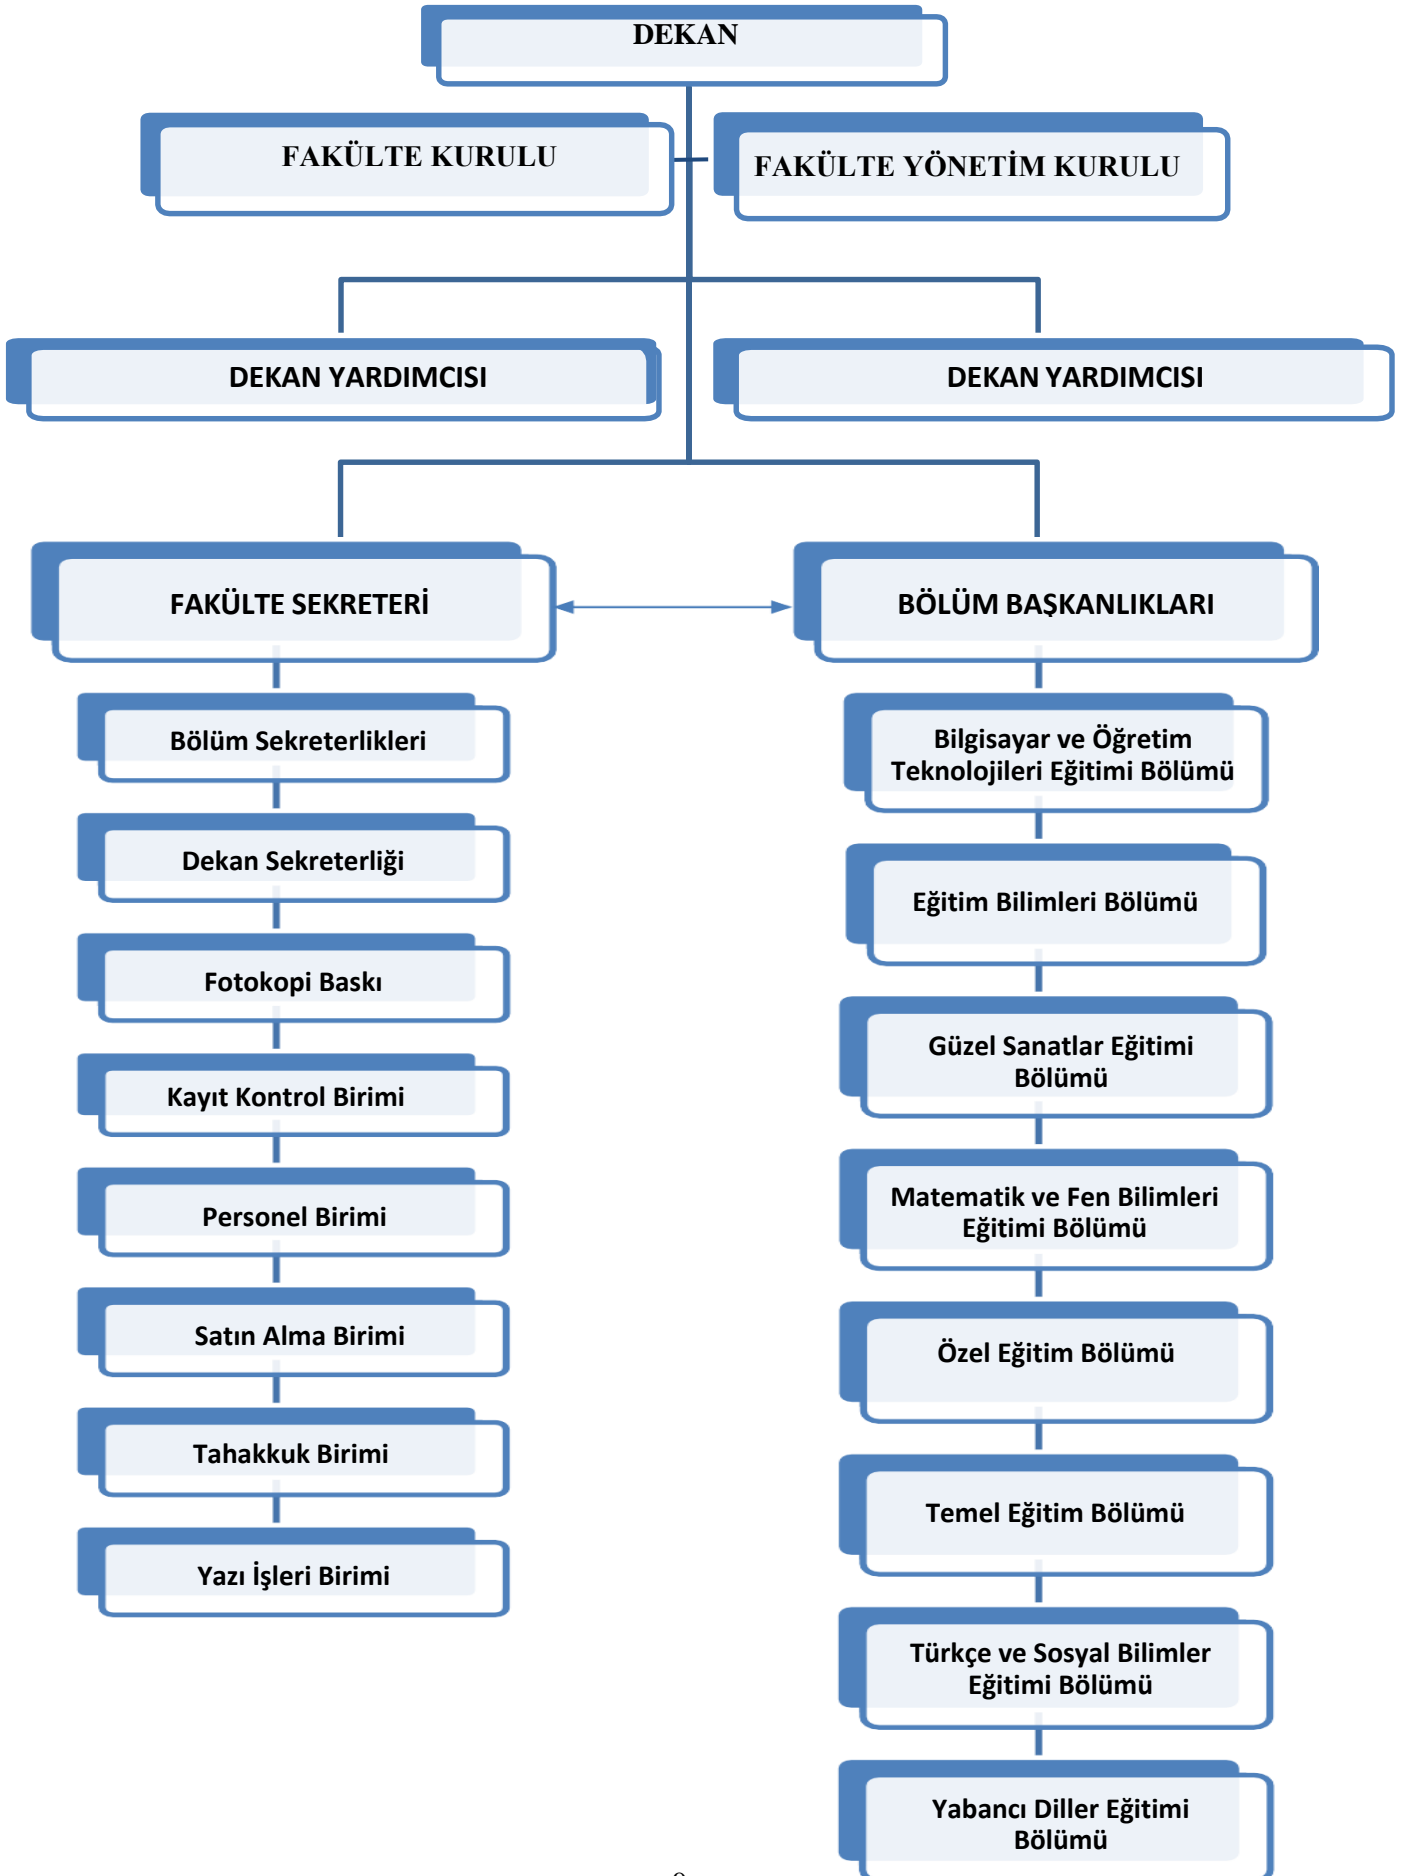 DEKAN
FAKÜLTE KURULU
FAKÜLTE YÖNETİM KURULU
DEKAN YARDIMCISI
DEKAN YARDIMCISI
FAKÜLTE SEKRETERİ
BÖLÜM BAŞKANLIKLARI
Bölüm Sekreterlikleri
Dekan Sekreterliği
Fotokopi Baskı
Kayıt Kontrol Birimi
Personel Birimi
Satın Alma Birimi
Tahakkuk Birimi
Yazı İşleri Birimi
Bilgisayar ve Öğretim
Teknolojileri Eğitimi Bölümü
Eğitim Bilimleri Bölümü
Güzel Sanatlar Eğitimi
Bölümü
Matematik ve Fen Bilimleri
Eğitimi Bölümü
Özel Eğitim Bölümü
Temel Eğitim Bölümü
Türkçe ve Sosyal Bilimler
Eğitimi Bölümü
Yabancı Diller Eğitimi
Bölümü